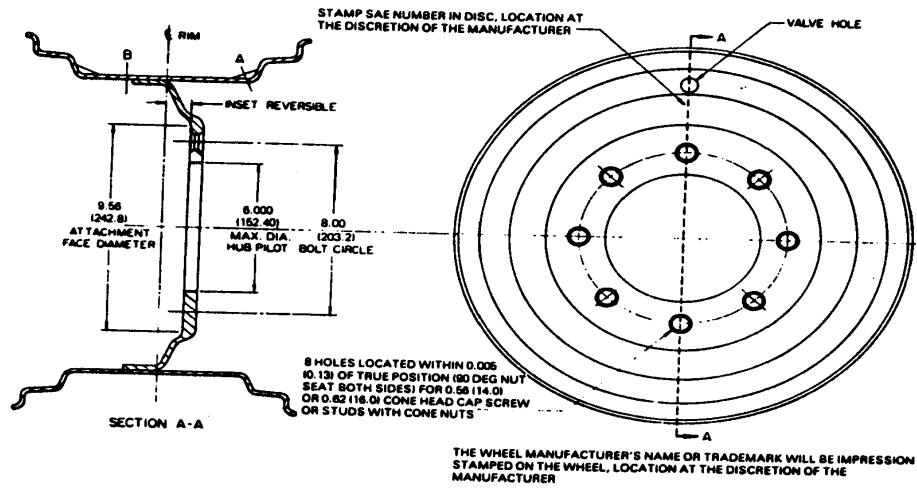 STAMP SAE NUMBER IN DISC, LOCATION AT
THE DISCRETION OF THE MANUFACTURER
A
VALVE HOLE
RIM
B
A
INSET REVERSIBLE
9.56
(242.8)
ATTACHMENT
FACE DIAMETER
6.000
(152.40)
MAX. DIA.
HUB PILOT
8.00
(203.2)
BOLT CIRCLE
8 HOLES LOCATED WITHIN 0.005
(0.13) OF TRUE POSITION (90 DEG NUT
SEAT BOTH SIDES) FOR 0.56 (14.0)
OR 0.62 (16.0) CONE HEAD CAP SCREW
OR STUDS WITH CONE NUTS
SECTION A-A
A
THE WHEEL MANUFACTURER'S NAME OR TRADEMARK WILL BE IMPRESSION
STAMPED ON THE WHEEL, LOCATION AT THE DISCRETION OF THE
MANUFACTURER